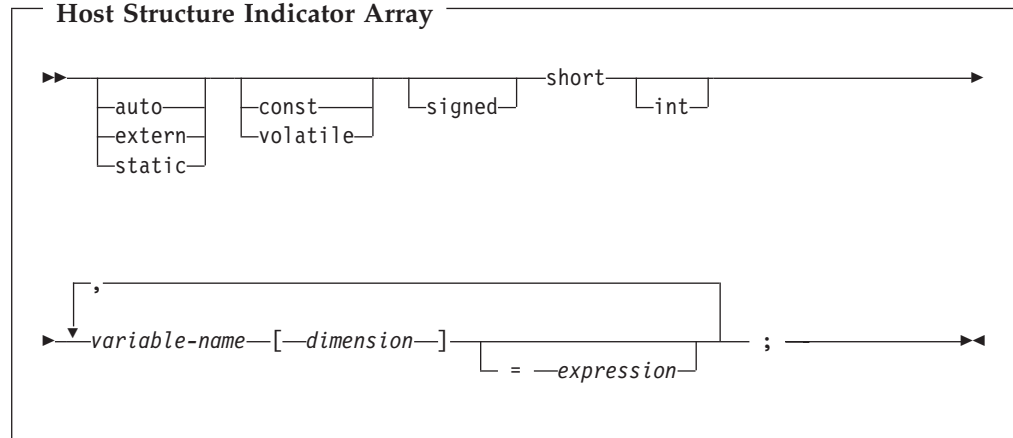 Host Structure Indicator Array
short
auto const signed int
extern volatile
static
,
variable-name [ dimension ] ;
= expression